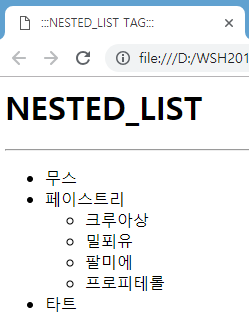 :::NESTED_LIST TAG:::
file:///D:/WSH201
NESTED_LIST
무스
페이스트리
크루아상
밀푀유
팔미에
프로피테롤
타트